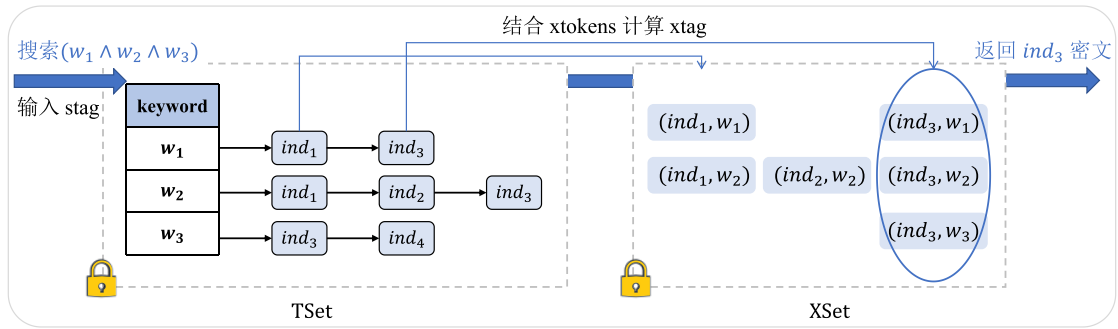 结合 xtokens 计算 xtag
搜索(w₁ ∧ w₂ ∧ w₃)
返回 ind₃ 密文
输入 stag
keyword
w₁ ind₁ ind₃
w₂ ind₁ ind₂ ind₃
w₃ ind₃ ind₄
TSet
(ind₁, w₁) (ind₃, w₁)
(ind₁, w₂) (ind₂, w₂) (ind₃, w₂)
(ind₃, w₃)
XSet